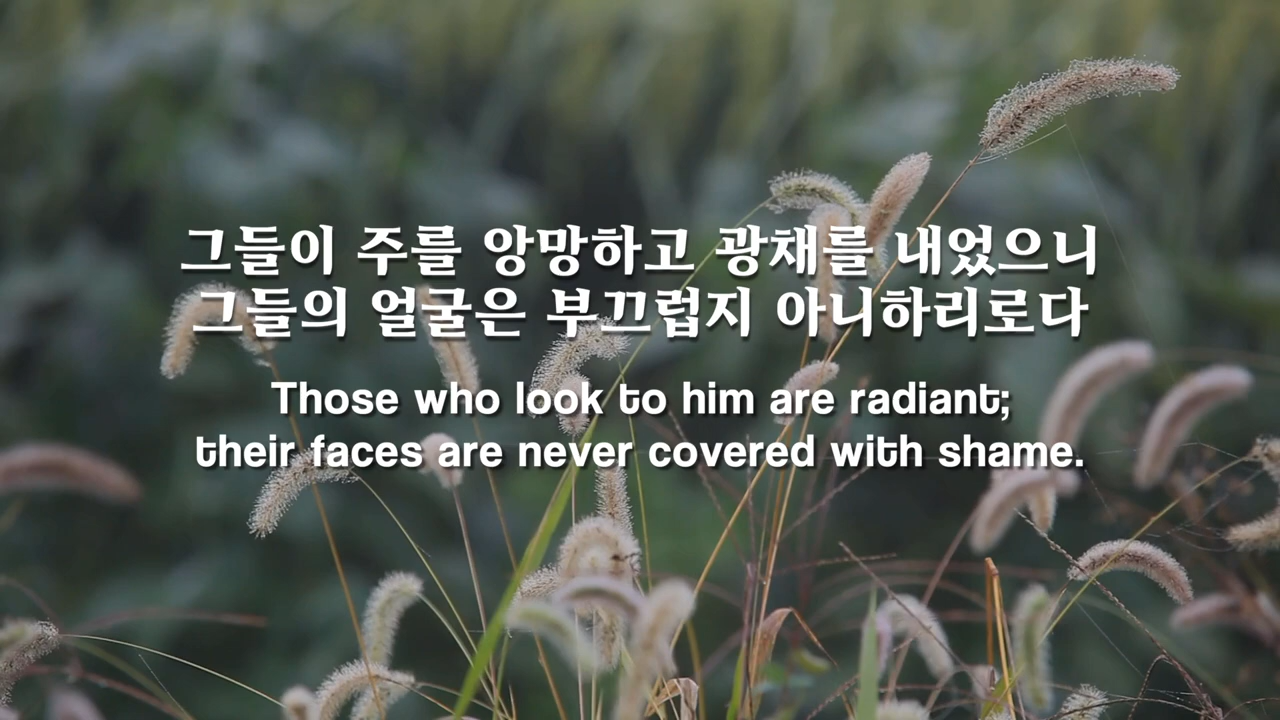 그들이 주를 앙망하고 광채를 내었으니
그들의 얼굴은 부끄럽지 아니하리로다
Those who look to him are radiant;
their faces are never covered with shame.